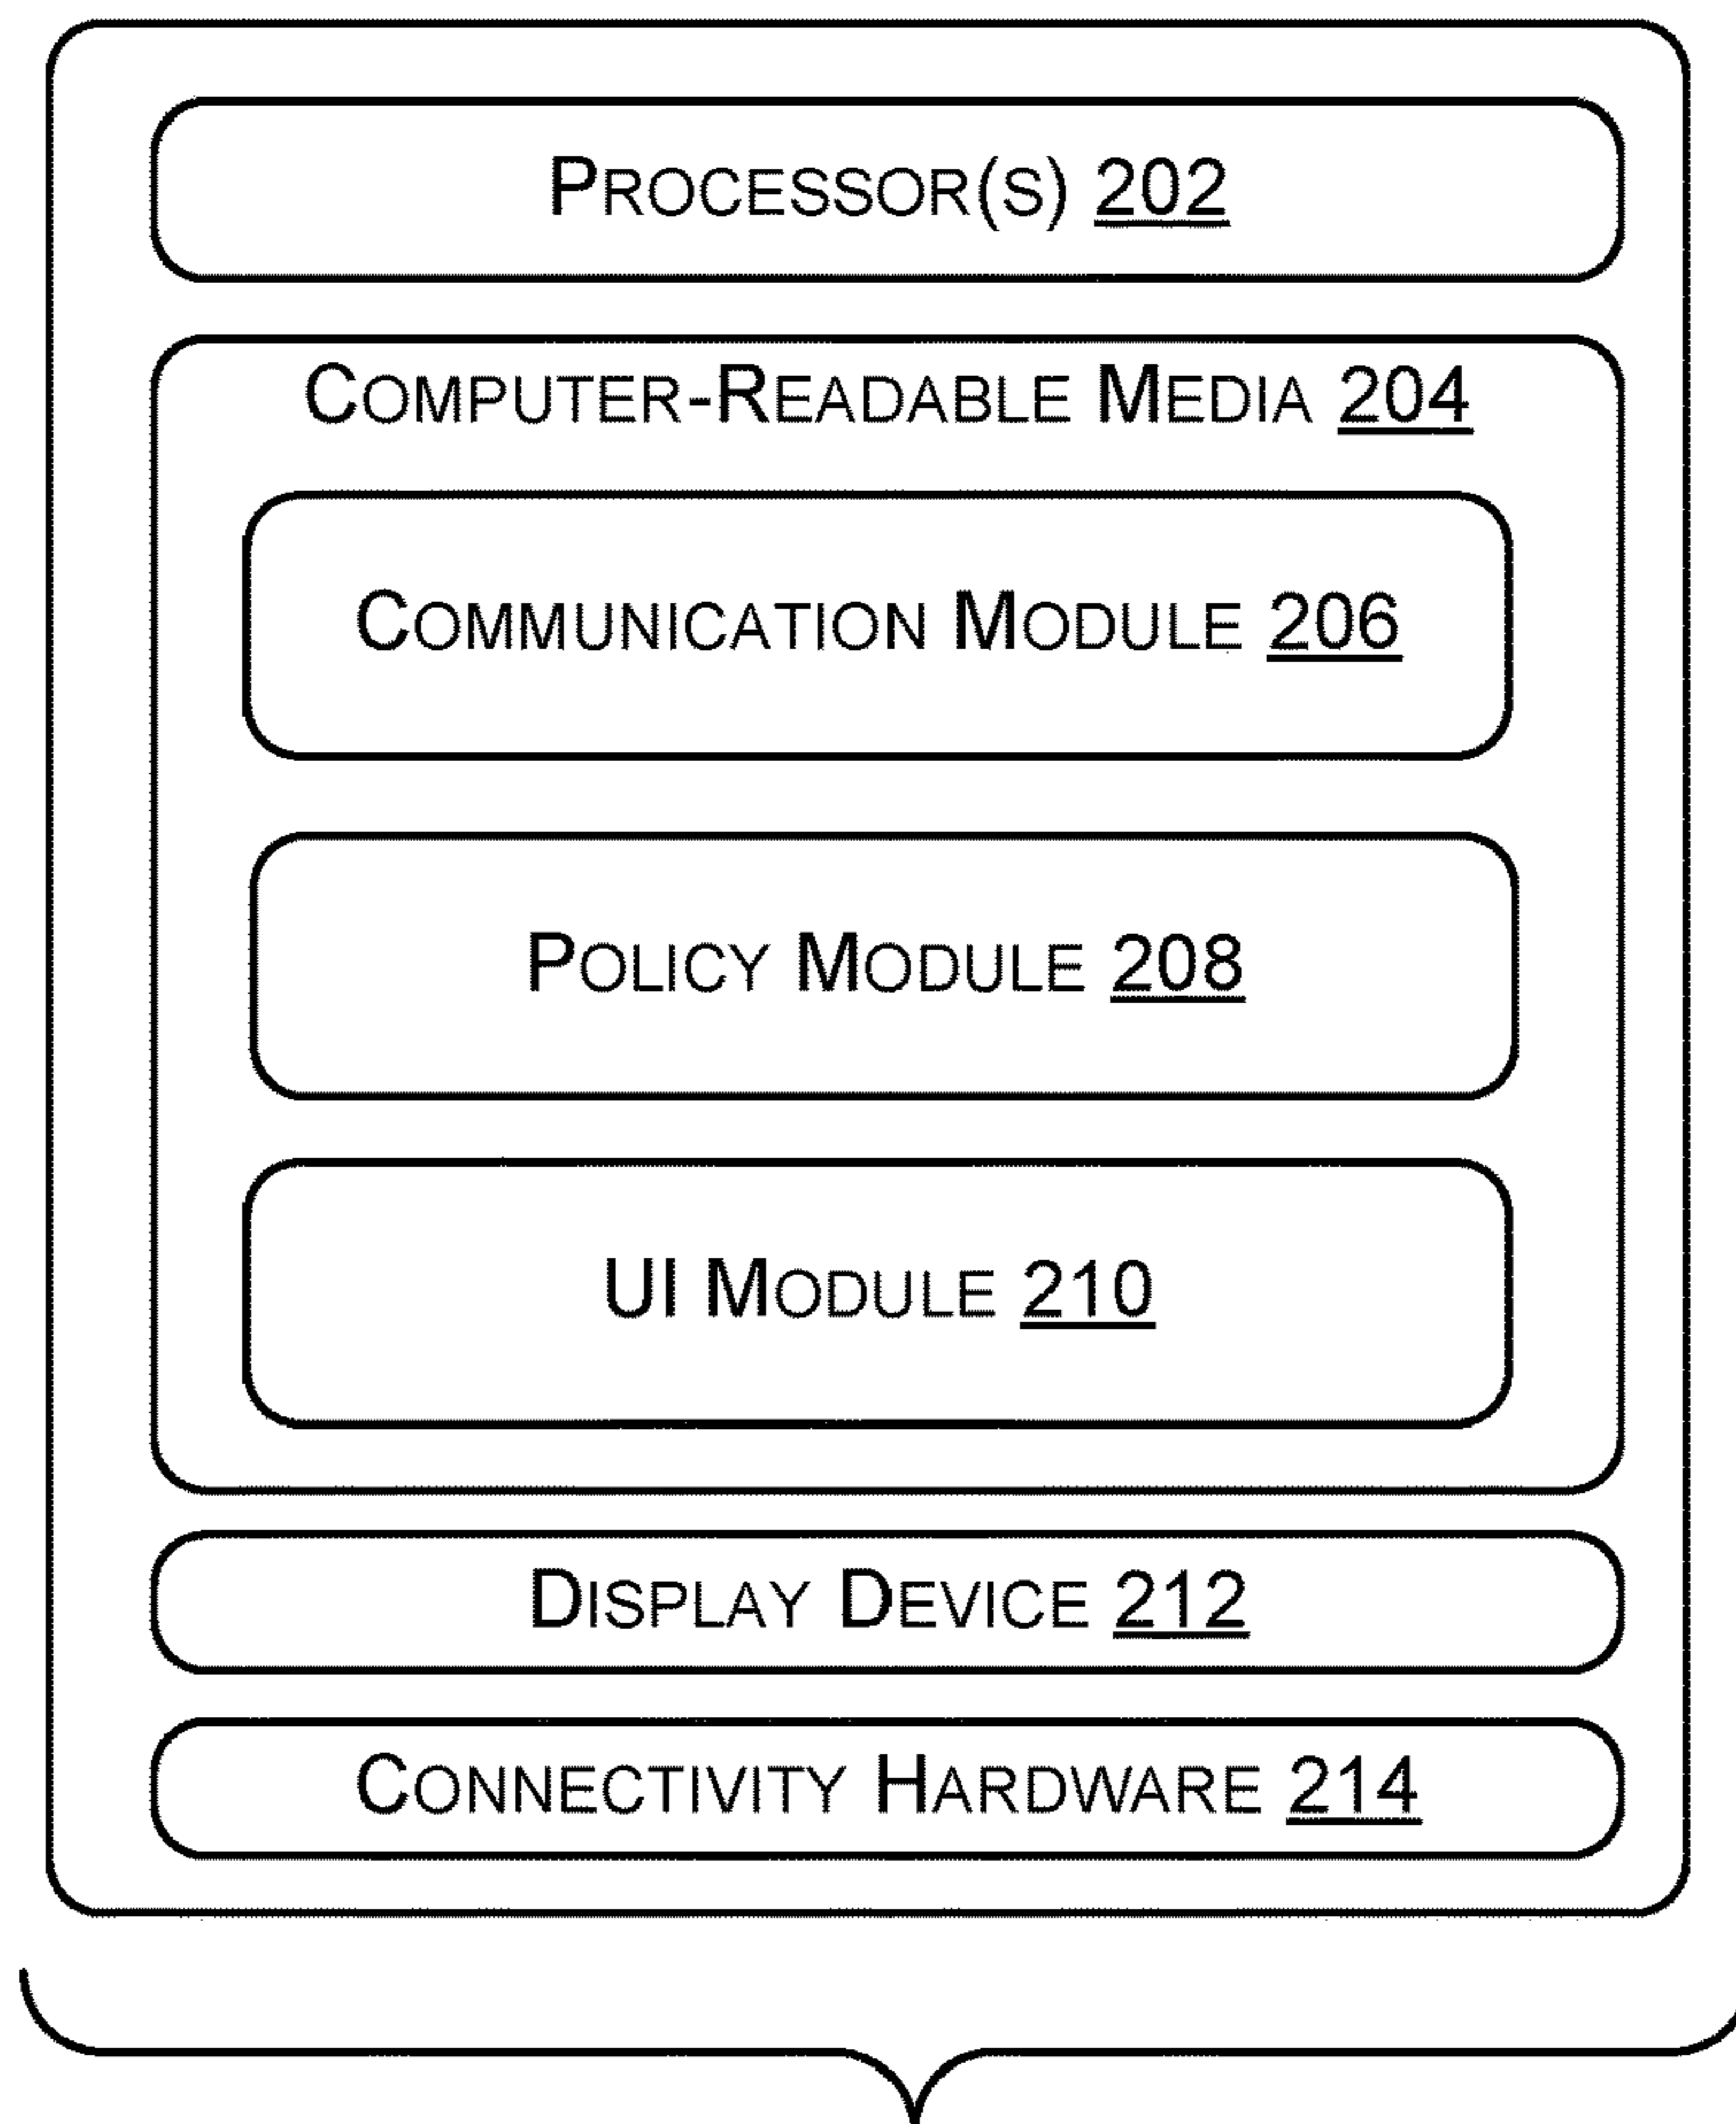 PROCESSOR(S) 202
COMPUTER-READABLE MEDIA 204
COMMUNICATION MODULE 206
POLICY MODULE 208
UI MODULE 210
DISPLAY DEVICE 212
CONNECTIVITY HARDWARE 214